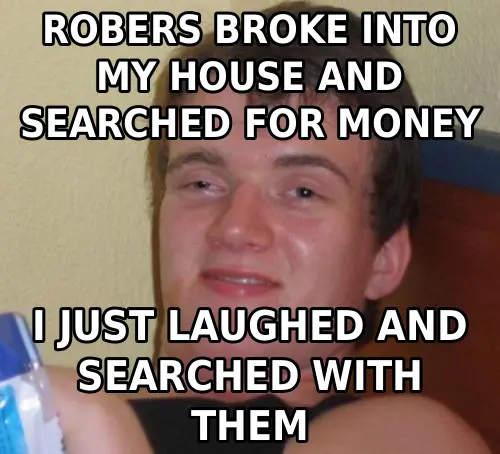 ROBERS BROKE INTO
MY HOUSE AND
SEARCHED FOR MONEY
I JUST LAUGHED AND
SEARCHED WITH
THEM